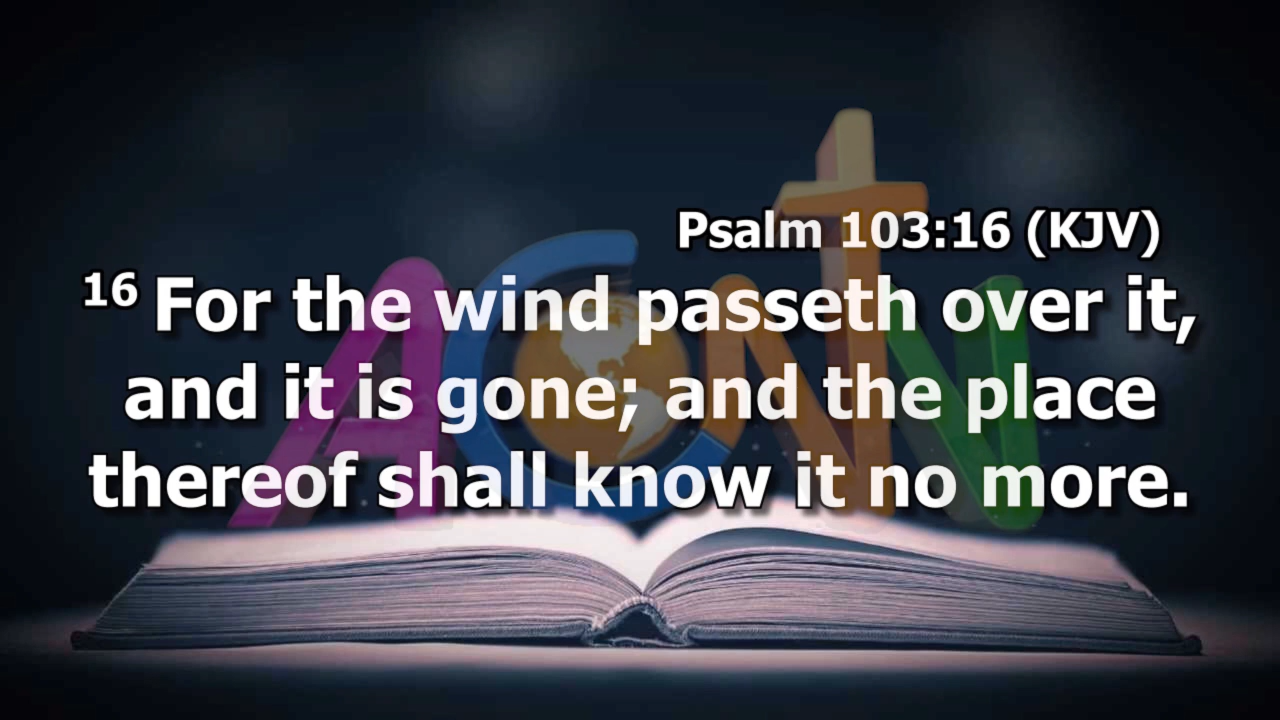 Psalm 103:16 (KJV)
16 For the wind passeth over it,
and it is gone; and the place
thereof shall know it no more.
ACNTV